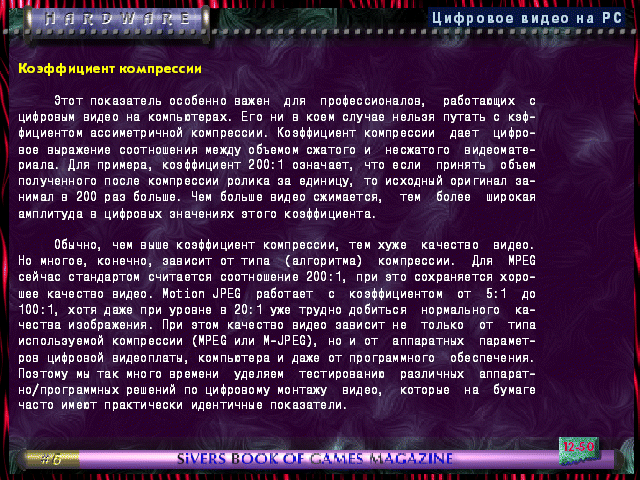 HARDWARE
Цифровое видео на PC
Коэффициент компрессии
Этот показатель особенно важен для профессионалов, работающих с
цифровым видео на компьютерах. Его ни в коем случае нельзя путать с кэф-
фициентом ассиметричной компрессии. Коэффициент компрессии дает цифро-
вое выражение соотношения между объемом сжатого и несжатого видеомате-
риала. Для примера, коэффициент 200:1 означает, что если принять объем
полученного после компрессии ролика за единицу, то исходный оригинал за-
нимал в 200 раз больше. Чем больше видео сжимается, тем более широкая
амплитуда в цифровых значениях этого коэффициента.
Обычно, чем выше коэффициент компрессии, тем хуже качество видео.
Но многое, конечно, зависит от типа (алгоритма) компрессии. Для MPEG
сейчас стандартом считается соотношение 200:1, при это сохраняется хоро-
шее качество видео. Motion JPEG работает с коэффициентом от 5:1 до
100:1, хотя даже при уровне в 20:1 уже трудно добиться нормального ка-
чества изображения. При этом качество видео зависит не только от типа
используемой компрессии (MPEG или M-JPEG), но и от аппаратных парамет-
ров цифровой видеоплаты, компьютера и даже от программного обеспечения.
Поэтому мы так много времени уделяем тестированию различных аппарат-
но/программных решений по цифровому монтажу видео, которые на бумаге
часто имеют практически идентичные показатели.
#6
SiVERS BOOK OF GAMES MAGAZINE
12-50